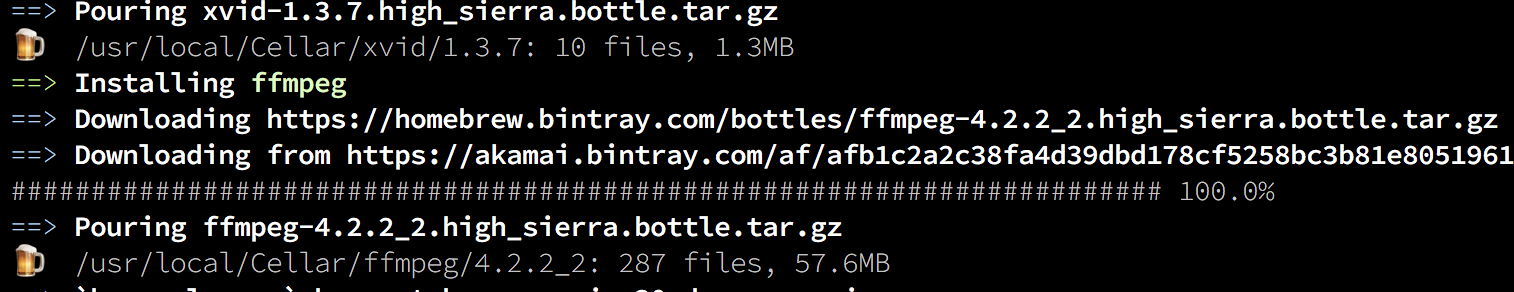 ==> Pouring xvid-1.3.7.high_sierra.bottle.tar.gz
🍺 /usr/local/Cellar/xvid/1.3.7: 10 files, 1.3MB
==> Installing ffmpeg
==> Downloading https://homebrew.bintray.com/bottles/ffmpeg-4.2.2_2.high_sierra.bottle.tar.gz
==> Downloading from https://akamai.bintray.com/af/afb1c2a2c38fa4d39dbd178cf5258bc3b81e8051961
######################################################################## 100.0%
==> Pouring ffmpeg-4.2.2_2.high_sierra.bottle.tar.gz
🍺 /usr/local/Cellar/ffmpeg/4.2.2_2: 287 files, 57.6MB